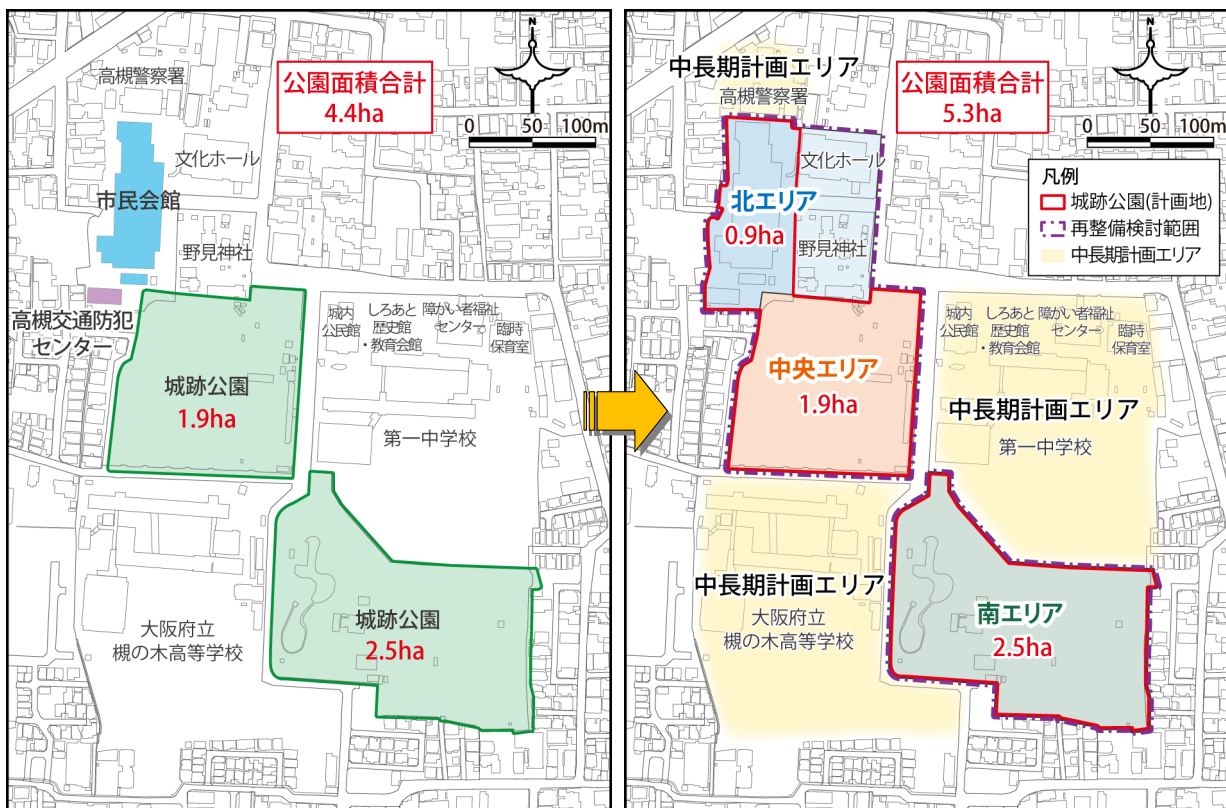 N
高槻警察署
公園面積合計
4.4ha
0 50 100m
文化ホール
市民会館
野見神社
高槻交通防犯
センター
城内
公民館
しろあと
歴史館
・教育会館
障がい者福祉
センター
臨時
保育室
城跡公園
1.9ha
第一中学校
城跡公園
2.5ha
大阪府立
槻の木高等学校
N
中長期計画エリア
高槻警察署
公園面積合計
5.3ha
0 50 100m
凡例
城跡公園(計画地)
再整備検討範囲
中長期計画エリア
文化ホール
北エリア
0.9ha
野見神社
城内
公民館
しろあと
歴史館
・教育会館
障がい者福祉
センター
臨時
保育室
中央エリア
1.9ha
中長期計画エリア
第一中学校
中長期計画エリア
大阪府立
槻の木高等学校
南エリア
2.5ha